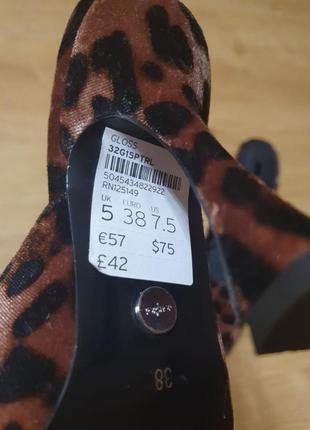 GLOSS
32G15PTRL
5045434822922
RN125149
UK EURO US
5 38 7.5
€57 $75
£42
38